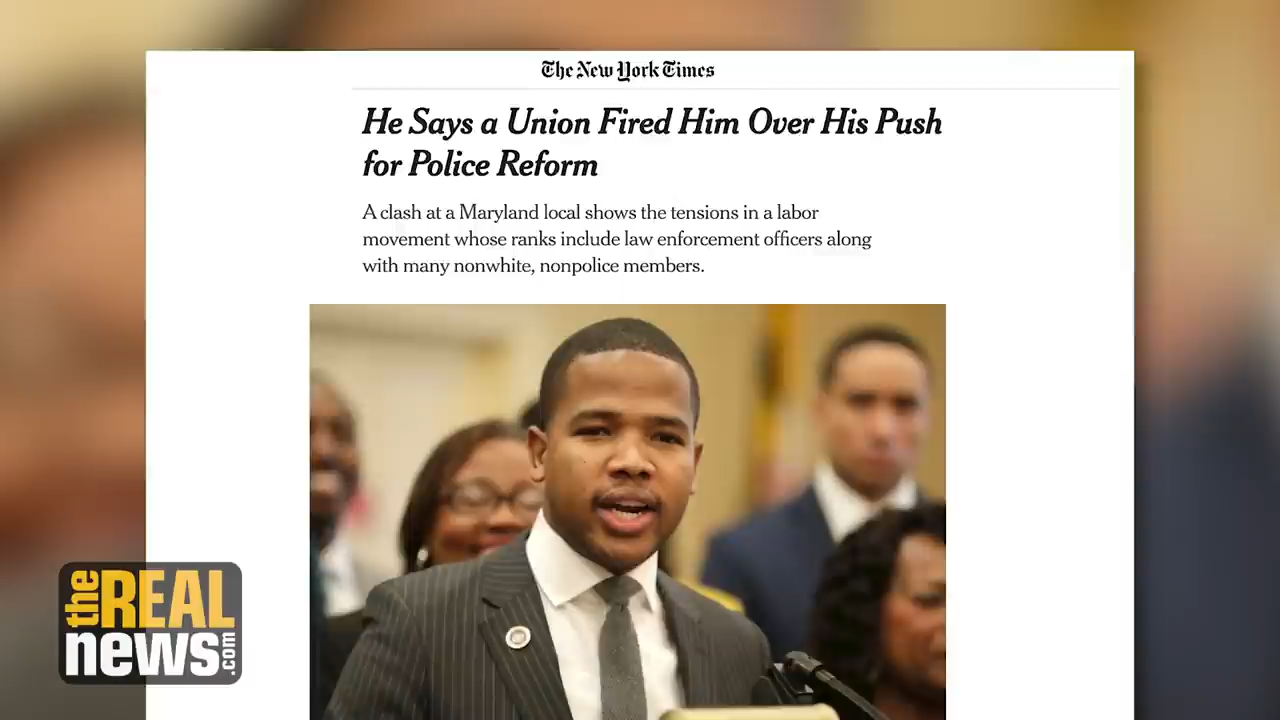 The New York Times
He Says a Union Fired Him Over His Push
for Police Reform
A clash at a Maryland local shows the tensions in a labor
movement whose ranks include law enforcement officers along
with many nonwhite, nonpolice members.
the REAL
news.com